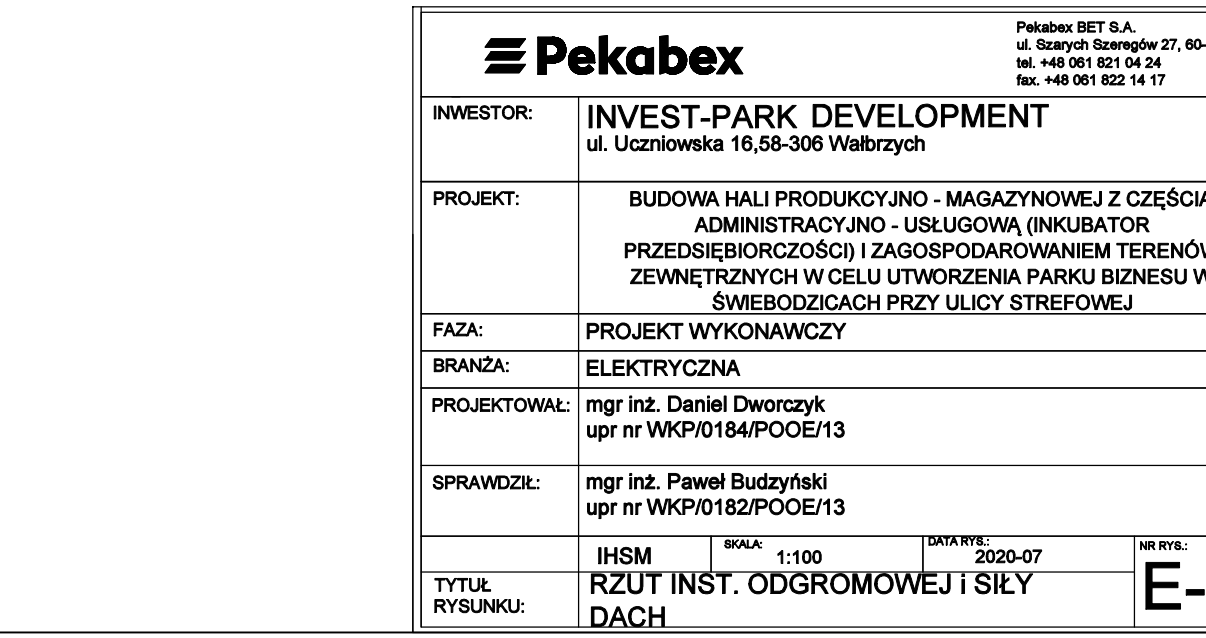 Pekabex
Pekabex BET S.A.
ul. Szarych Szeregów 27, 60-
tel. +48 061 821 04 24
fax. +48 061 822 14 17
INWESTOR:
INVEST-PARK DEVELOPMENT
ul. Uczniowska 16,58-306 Wałbrzych
PROJEKT:
BUDOWA HALI PRODUKCYJNO - MAGAZYNOWEJ Z CZĘŚCIĄ
ADMINISTRACYJNO - USŁUGOWĄ (INKUBATOR
PRZEDSIĘBIORCZOŚCI) I ZAGOSPODAROWANIEM TERENÓW
ZEWNĘTRZNYCH W CELU UTWORZENIA PARKU BIZNESU W
ŚWIEBODZICACH PRZY ULICY STREFOWEJ
FAZA:
PROJEKT WYKONAWCZY
BRANŻA:
ELEKTRYCZNA
PROJEKTOWAŁ:
mgr inż. Daniel Dworczyk
upr nr WKP/0184/POOE/13
SPRAWDZIŁ:
mgr inż. Paweł Budzyński
upr nr WKP/0182/POOE/13
IHSM
SKALA:
1:100
DATA RYS.:
2020-07
NR RYS.:
E-
TYTUŁ
RYSUNKU:
RZUT INST. ODGROMOWEJ i SIŁY
DACH